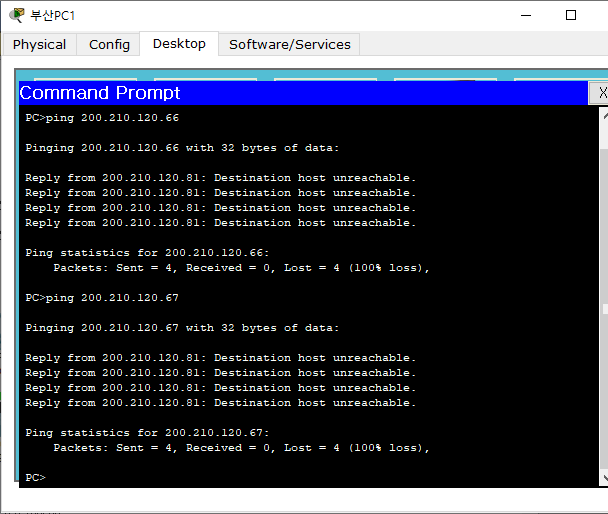 부산PC1
Physical Config Desktop Software/Services
Command Prompt X
PC>ping 200.210.120.66
Pinging 200.210.120.66 with 32 bytes of data:
Reply from 200.210.120.81: Destination host unreachable.
Reply from 200.210.120.81: Destination host unreachable.
Reply from 200.210.120.81: Destination host unreachable.
Reply from 200.210.120.81: Destination host unreachable.
Ping statistics for 200.210.120.66:
Packets: Sent = 4, Received = 0, Lost = 4 (100% loss),
PC>ping 200.210.120.67
Pinging 200.210.120.67 with 32 bytes of data:
Reply from 200.210.120.81: Destination host unreachable.
Reply from 200.210.120.81: Destination host unreachable.
Reply from 200.210.120.81: Destination host unreachable.
Reply from 200.210.120.81: Destination host unreachable.
Ping statistics for 200.210.120.67:
Packets: Sent = 4, Received = 0, Lost = 4 (100% loss),
PC>